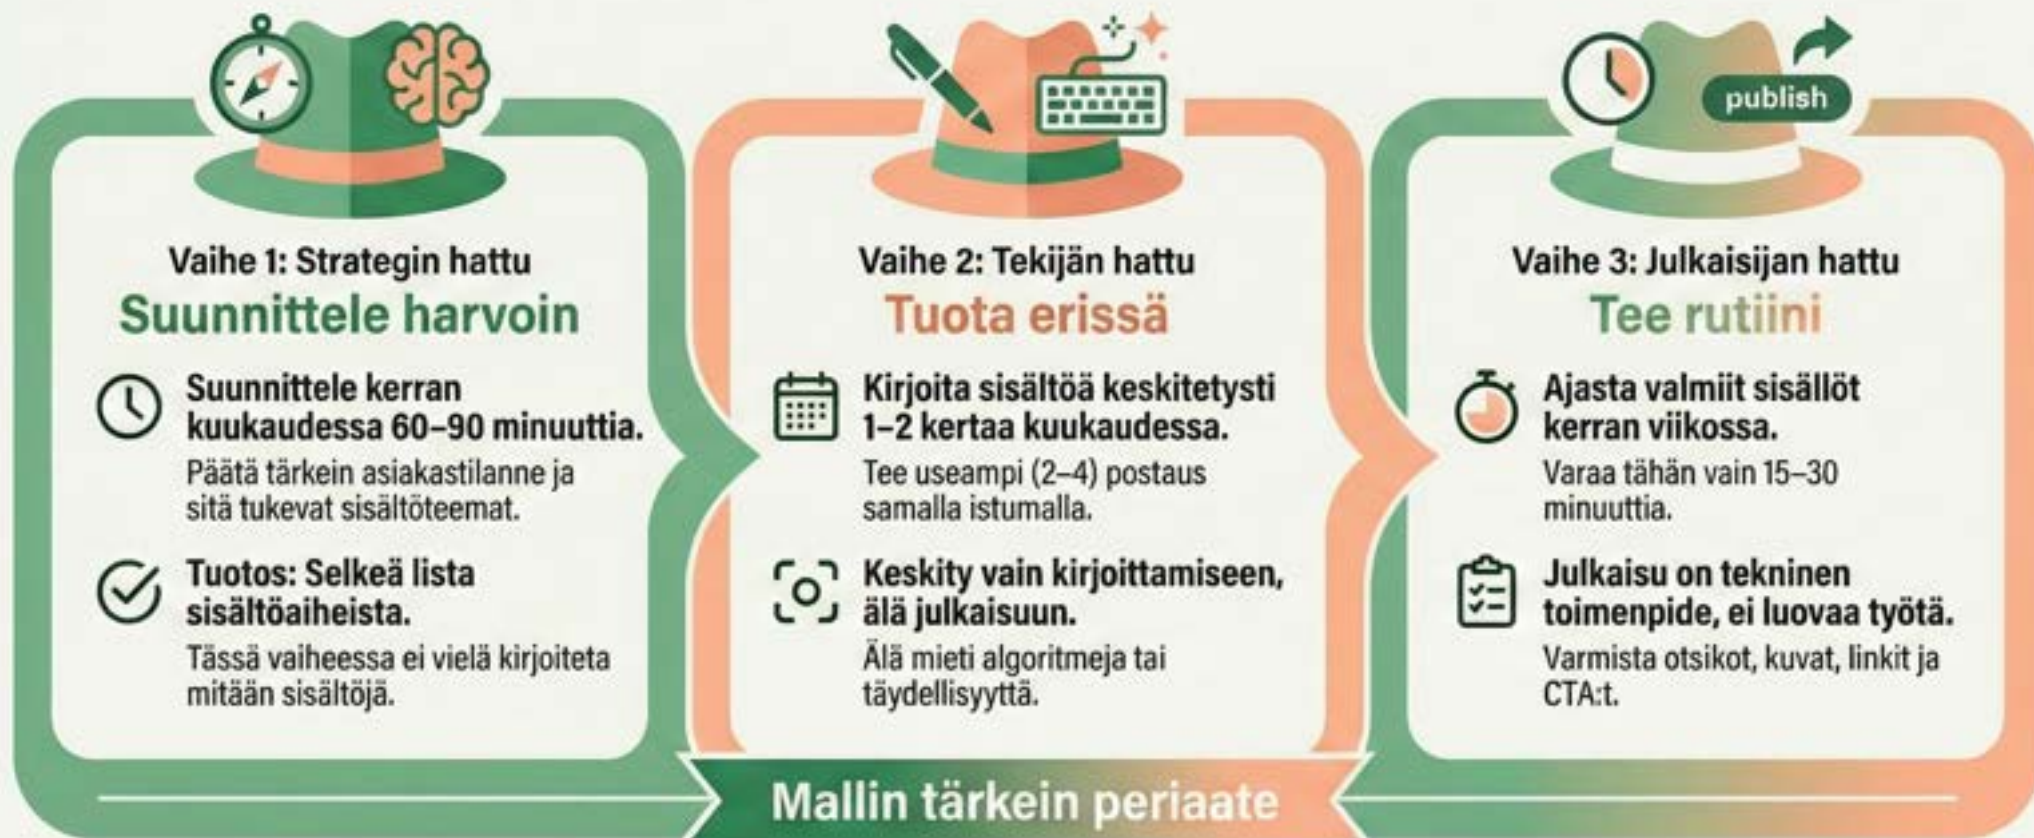 publish
Vaihe 1: Strategin hattu
Suunnittele harvoin
Suunnittele kerran
kuukaudessa 60–90 minuuttia.
Päätä tärkein asiakastilanne ja
sitä tukevat sisältöteemat.
Tuotos: Selkeä lista
sisältöaiheista.
Tässä vaiheessa ei vielä kirjoiteta
mitään sisältöjä.
Vaihe 2: Tekijän hattu
Tuota erissä
Kirjoita sisältöä keskitetysti
1–2 kertaa kuukaudessa.
Tee useampi (2–4) postaus
samalla istumalla.
Keskity vain kirjoittamiseen,
älä julkaisuun.
Älä mieti algoritmeja tai
täydellisyyttä.
Vaihe 3: Julkaisijan hattu
Tee rutiini
Ajasta valmiit sisällöt
kerran viikossa.
Varaa tähän vain 15–30
minuuttia.
Julkaisu on tekninen
toimenpide, ei luovaa työtä.
Varmista otsikot, kuvat, linkit ja
CTA:t.
Mallin tärkein periaate